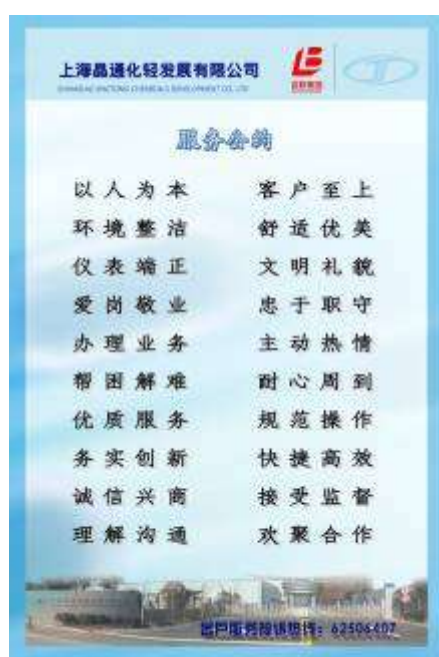 上海晶通化轻发展有限公司
服务公约
以人为本 客户至上
环境整洁 舒适优美
仪表端正 文明礼貌
爱岗敬业 忠于职守
办理业务 主动热情
帮困解难 耐心周到
优质服务 规范操作
务实创新 快捷高效
诚信兴商 接受监督
理解沟通 欢聚合作
客户服务投诉热线：62506407